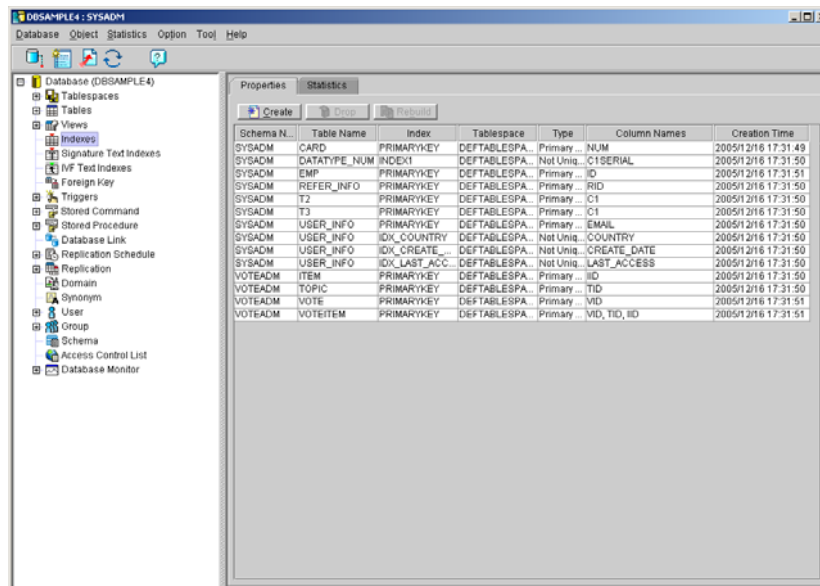 DBSAMPLE4 : SYSADM
Database Object Statistics Option Tool Help
Database (DBSAMPLE4)
Tablespaces
Tables
Views
Indexes
Signature Text Indexes
IVF Text Indexes
Foreign Key
Triggers
Stored Command
Stored Procedure
Database Link
Replication Schedule
Replication
Domain
Synonym
User
Group
Schema
Access Control List
Database Monitor
Properties Statistics
Create Drop Rebuild
Schema N... Table Name Index Tablespace Type Column Names Creation Time
SYSADM CARD PRIMARYKEY DEFTABLESPA... Primary ... NUM 2005/12/16 17:31:49
SYSADM DATATYPE_NUM INDEX1 DEFTABLESPA... Not Uniq... C1SERIAL 2005/12/16 17:31:50
SYSADM EMP PRIMARYKEY DEFTABLESPA... Primary ... ID 2005/12/16 17:31:51
SYSADM REFER_INFO PRIMARYKEY DEFTABLESPA... Primary ... RID 2005/12/16 17:31:50
SYSADM T2 PRIMARYKEY DEFTABLESPA... Primary ... C1 2005/12/16 17:31:50
SYSADM T3 PRIMARYKEY DEFTABLESPA... Primary ... C1 2005/12/16 17:31:50
SYSADM USER_INFO PRIMARYKEY DEFTABLESPA... Primary ... EMAIL 2005/12/16 17:31:50
SYSADM USER_INFO IDX_COUNTRY DEFTABLESPA... Not Uniq... COUNTRY 2005/12/16 17:31:50
SYSADM USER_INFO IDX_CREATE_... DEFTABLESPA... Not Uniq... CREATE_DATE 2005/12/16 17:31:50
SYSADM USER_INFO IDX_LAST_ACC... DEFTABLESPA... Not Uniq... LAST_ACCESS 2005/12/16 17:31:50
VOTEADM ITEM PRIMARYKEY DEFTABLESPA... Primary ... IID 2005/12/16 17:31:50
VOTEADM TOPIC PRIMARYKEY DEFTABLESPA... Primary ... TID 2005/12/16 17:31:50
VOTEADM VOTE PRIMARYKEY DEFTABLESPA... Primary ... VID 2005/12/16 17:31:51
VOTEADM VOTEITEM PRIMARYKEY DEFTABLESPA... Primary ... VID, TID, IID 2005/12/16 17:31:51